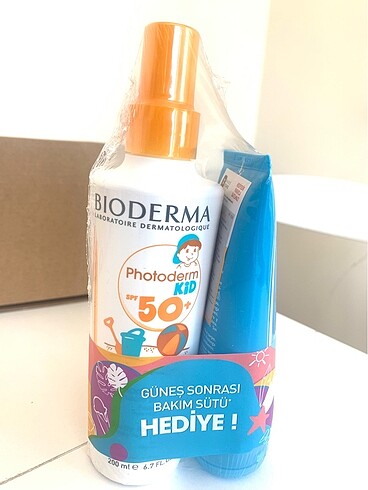 BIODERMA
LABORATOIRE DERMATOLOGIQUE
Photoderm
KID
SPF 50+
GÜNEŞ SONRASI
BAKIM SÜTÜ*
HEDİYE !
200 ml e 6.7 FL.